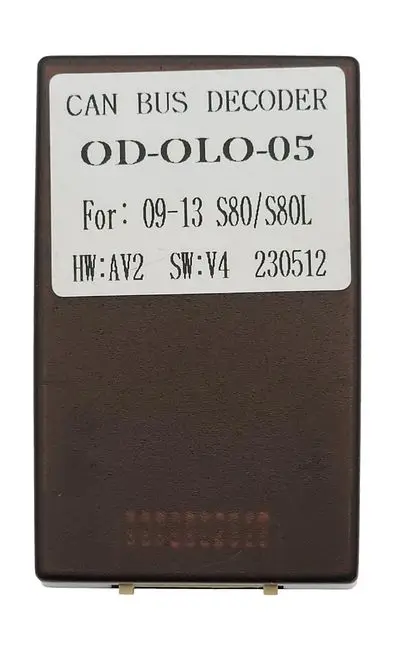 CAN BUS DECODER
OD-OLO-05
For: 09-13 S80/S80L
HW:AV2 SW:V4 230512